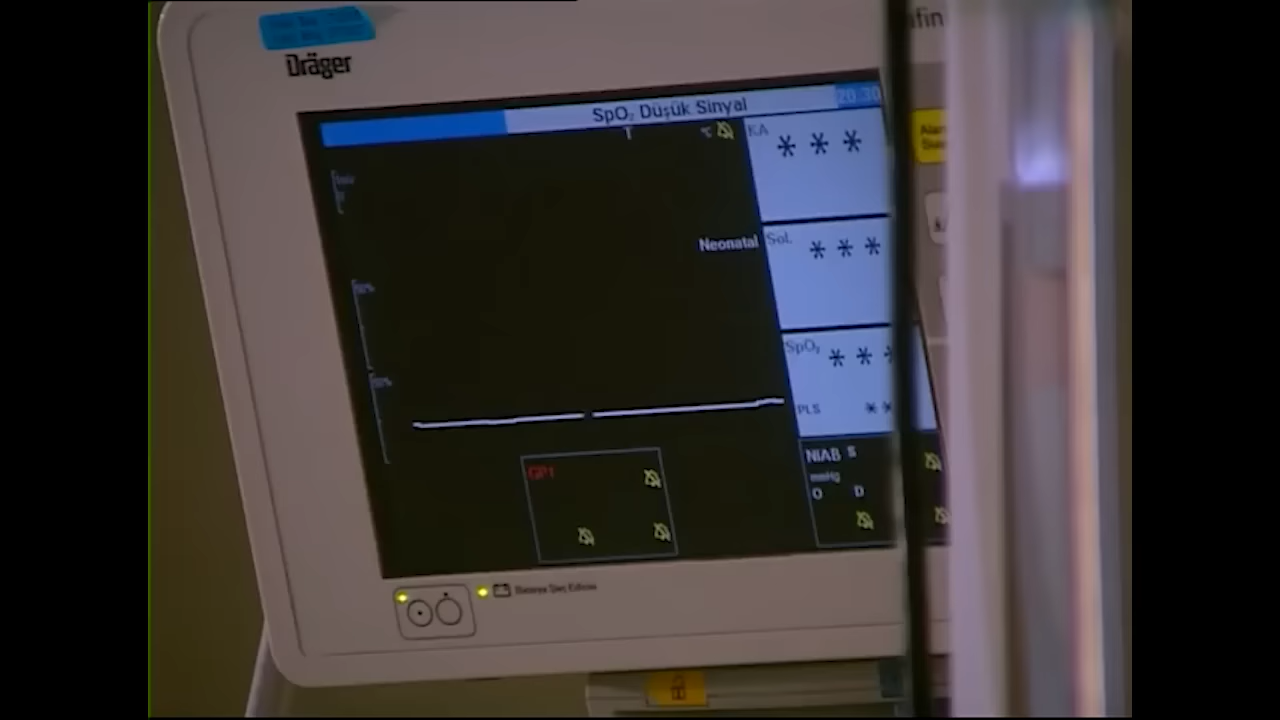 Dräger
SpO₂ Düşük Sinyal
20:30
°C
KA
* * *
Neonatal
Sol.
* * *
SpO₂
* * *
PLS
* *
GP1
NIAB S
mmHg
O D